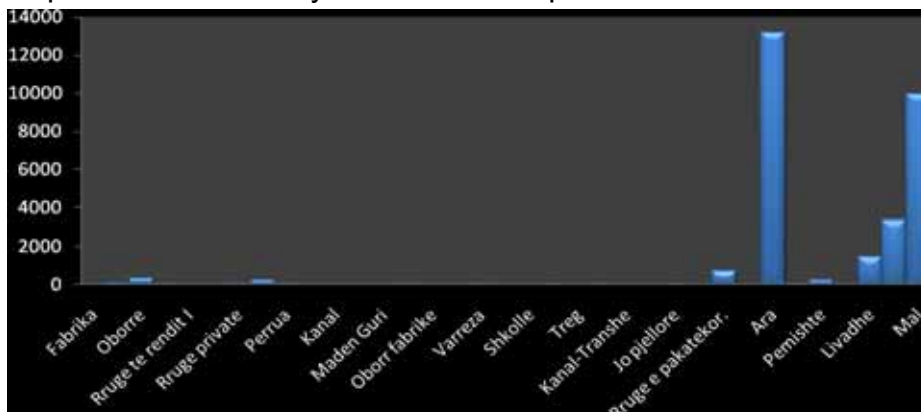 14000
12000
10000
8000
6000
4000
2000
0
Fabrika
Oborre
Rruge te rendit I
Rruge private
Perrua
Kanal
Maden Guri
Oborr fabrike
Varreza
Shkolle
Treg
Kanal-Transhe
Jo pjellore
Rruge e pakatekor.
Ara
Pemishte
Livadhe